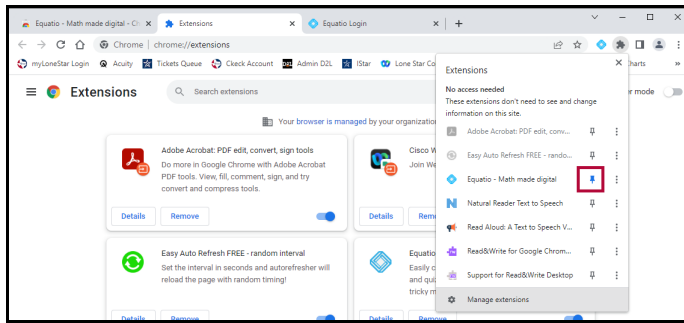 Equatio - Math made digital - Ch
Extensions
Equatio Login
Chrome | chrome://extensions
myLoneStar Login
Acuity
Tickets Queue
Ckeck Account
Admin D2L
Istar
Lone Star Co
harts
Extensions
Search extensions
r mode
Your browser is managed by your organizatio
Adobe Acrobat: PDF edit, convert, sign tools
Do more in Google Chrome with Adobe Acrobat
PDF tools. View, fill, comment, sign, and try
convert and compress tools.
Details
Remove
Cisco W
Join We
Details
Rem
Easy Auto Refresh FREE - random interval
Set the interval in seconds and autorefresher will
reload the page with random timing!
Details
Remove
Equatio
Easily c
and qui
tricky m
Details
Remove
Extensions
No access needed
These extensions don't need to see and change
information on this site.
Adobe Acrobat: PDF edit, conv...
Easy Auto Refresh FREE - rando...
Equatio - Math made digital
Natural Reader Text to Speech
Read Aloud: A Text to Speech V...
Read&Write for Google Chrom...
Support for Read&Write Desktop
Manage extensions